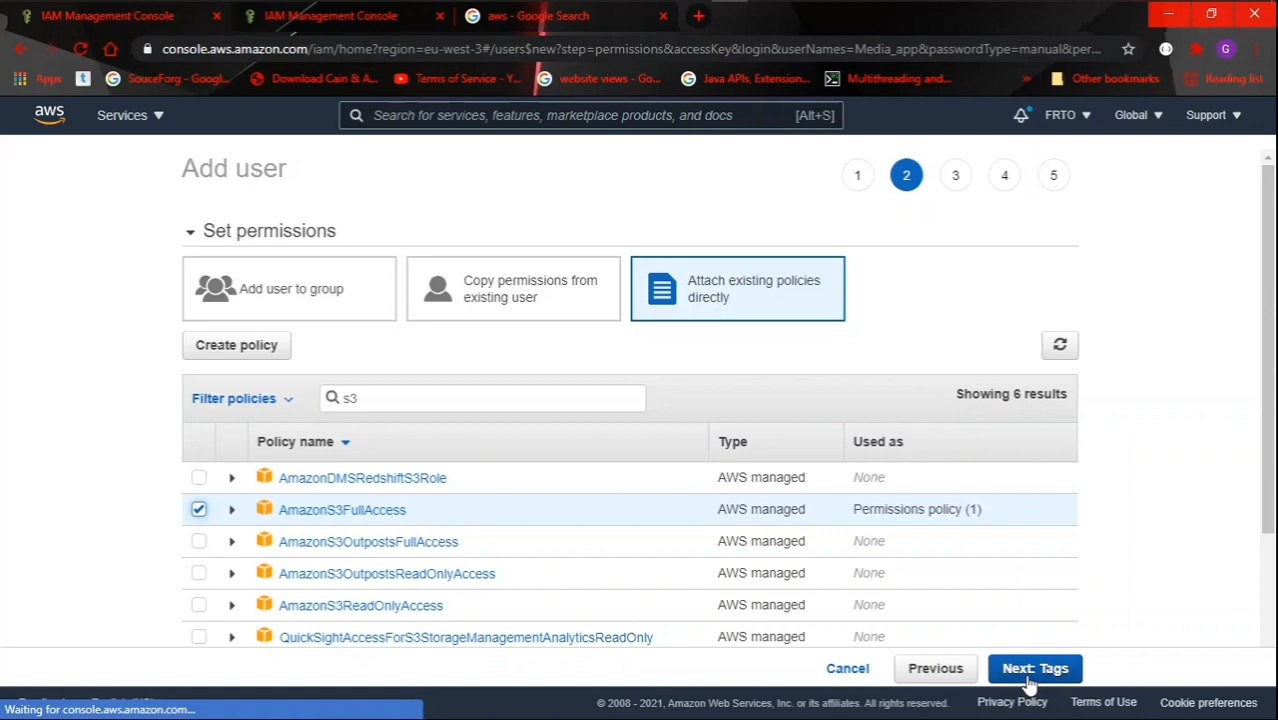 IAM Management Console
IAM Management Console
aws - Google Search
console.aws.amazon.com/iam/home?region=eu-west-3#/users$new?step=permissions&accessKey&login&userNames=Media_app&passwordType=manual&per...
G
Apps
t
SouceForg - Googl...
Download Cain & A...
Terms of Service - Y...
website views - Go...
Java APIs, Extension...
Multithreading and...
»
Other bookmarks
Reading list
aws
Services
Search for services, features, marketplace products, and docs
[Alt+S]
FRTO
Global
Support
Add user
1 2 3 4 5
Set permissions
Add user to group
Copy permissions from
existing user
Attach existing policies
directly
Create policy
Filter policies
s3
Showing 6 results
Policy name Type Used as
AmazonDMSRedshiftS3Role AWS managed None
AmazonS3FullAccess AWS managed Permissions policy (1)
AmazonS3OutpostsFullAccess AWS managed None
AmazonS3OutpostsReadOnlyAccess AWS managed None
AmazonS3ReadOnlyAccess AWS managed None
QuickSightAccessForS3StorageManagementAnalyticsReadOnly AWS managed None
Cancel
Previous
Next: Tags
© 2008 - 2021, Amazon Web Services, Inc. or its affiliates. All rights reserved.
Privacy Policy
Terms of Use
Cookie preferences
Waiting for console.aws.amazon.com...